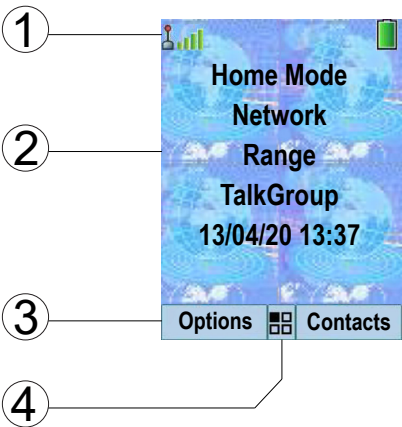 1
Home Mode
2
Network
Range
TalkGroup
13/04/20 13:37
3
Options Contacts
4